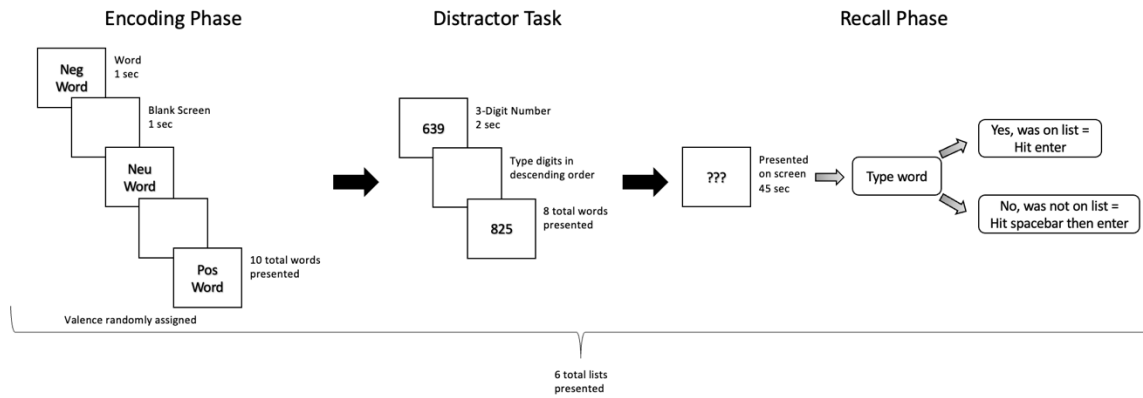 Encoding Phase
Distractor Task
Recall Phase
Neg
Word
Word
1 sec
Blank Screen
1 sec
Neu
Word
Pos
Word
10 total words
presented
Valence randomly assigned
639
3-Digit Number
2 sec
Type digits in
descending order
825
8 total words
presented
???
Presented
on screen
45 sec
Type word
Yes, was on list =
Hit enter
No, was not on list =
Hit spacebar then enter
6 total lists
presented